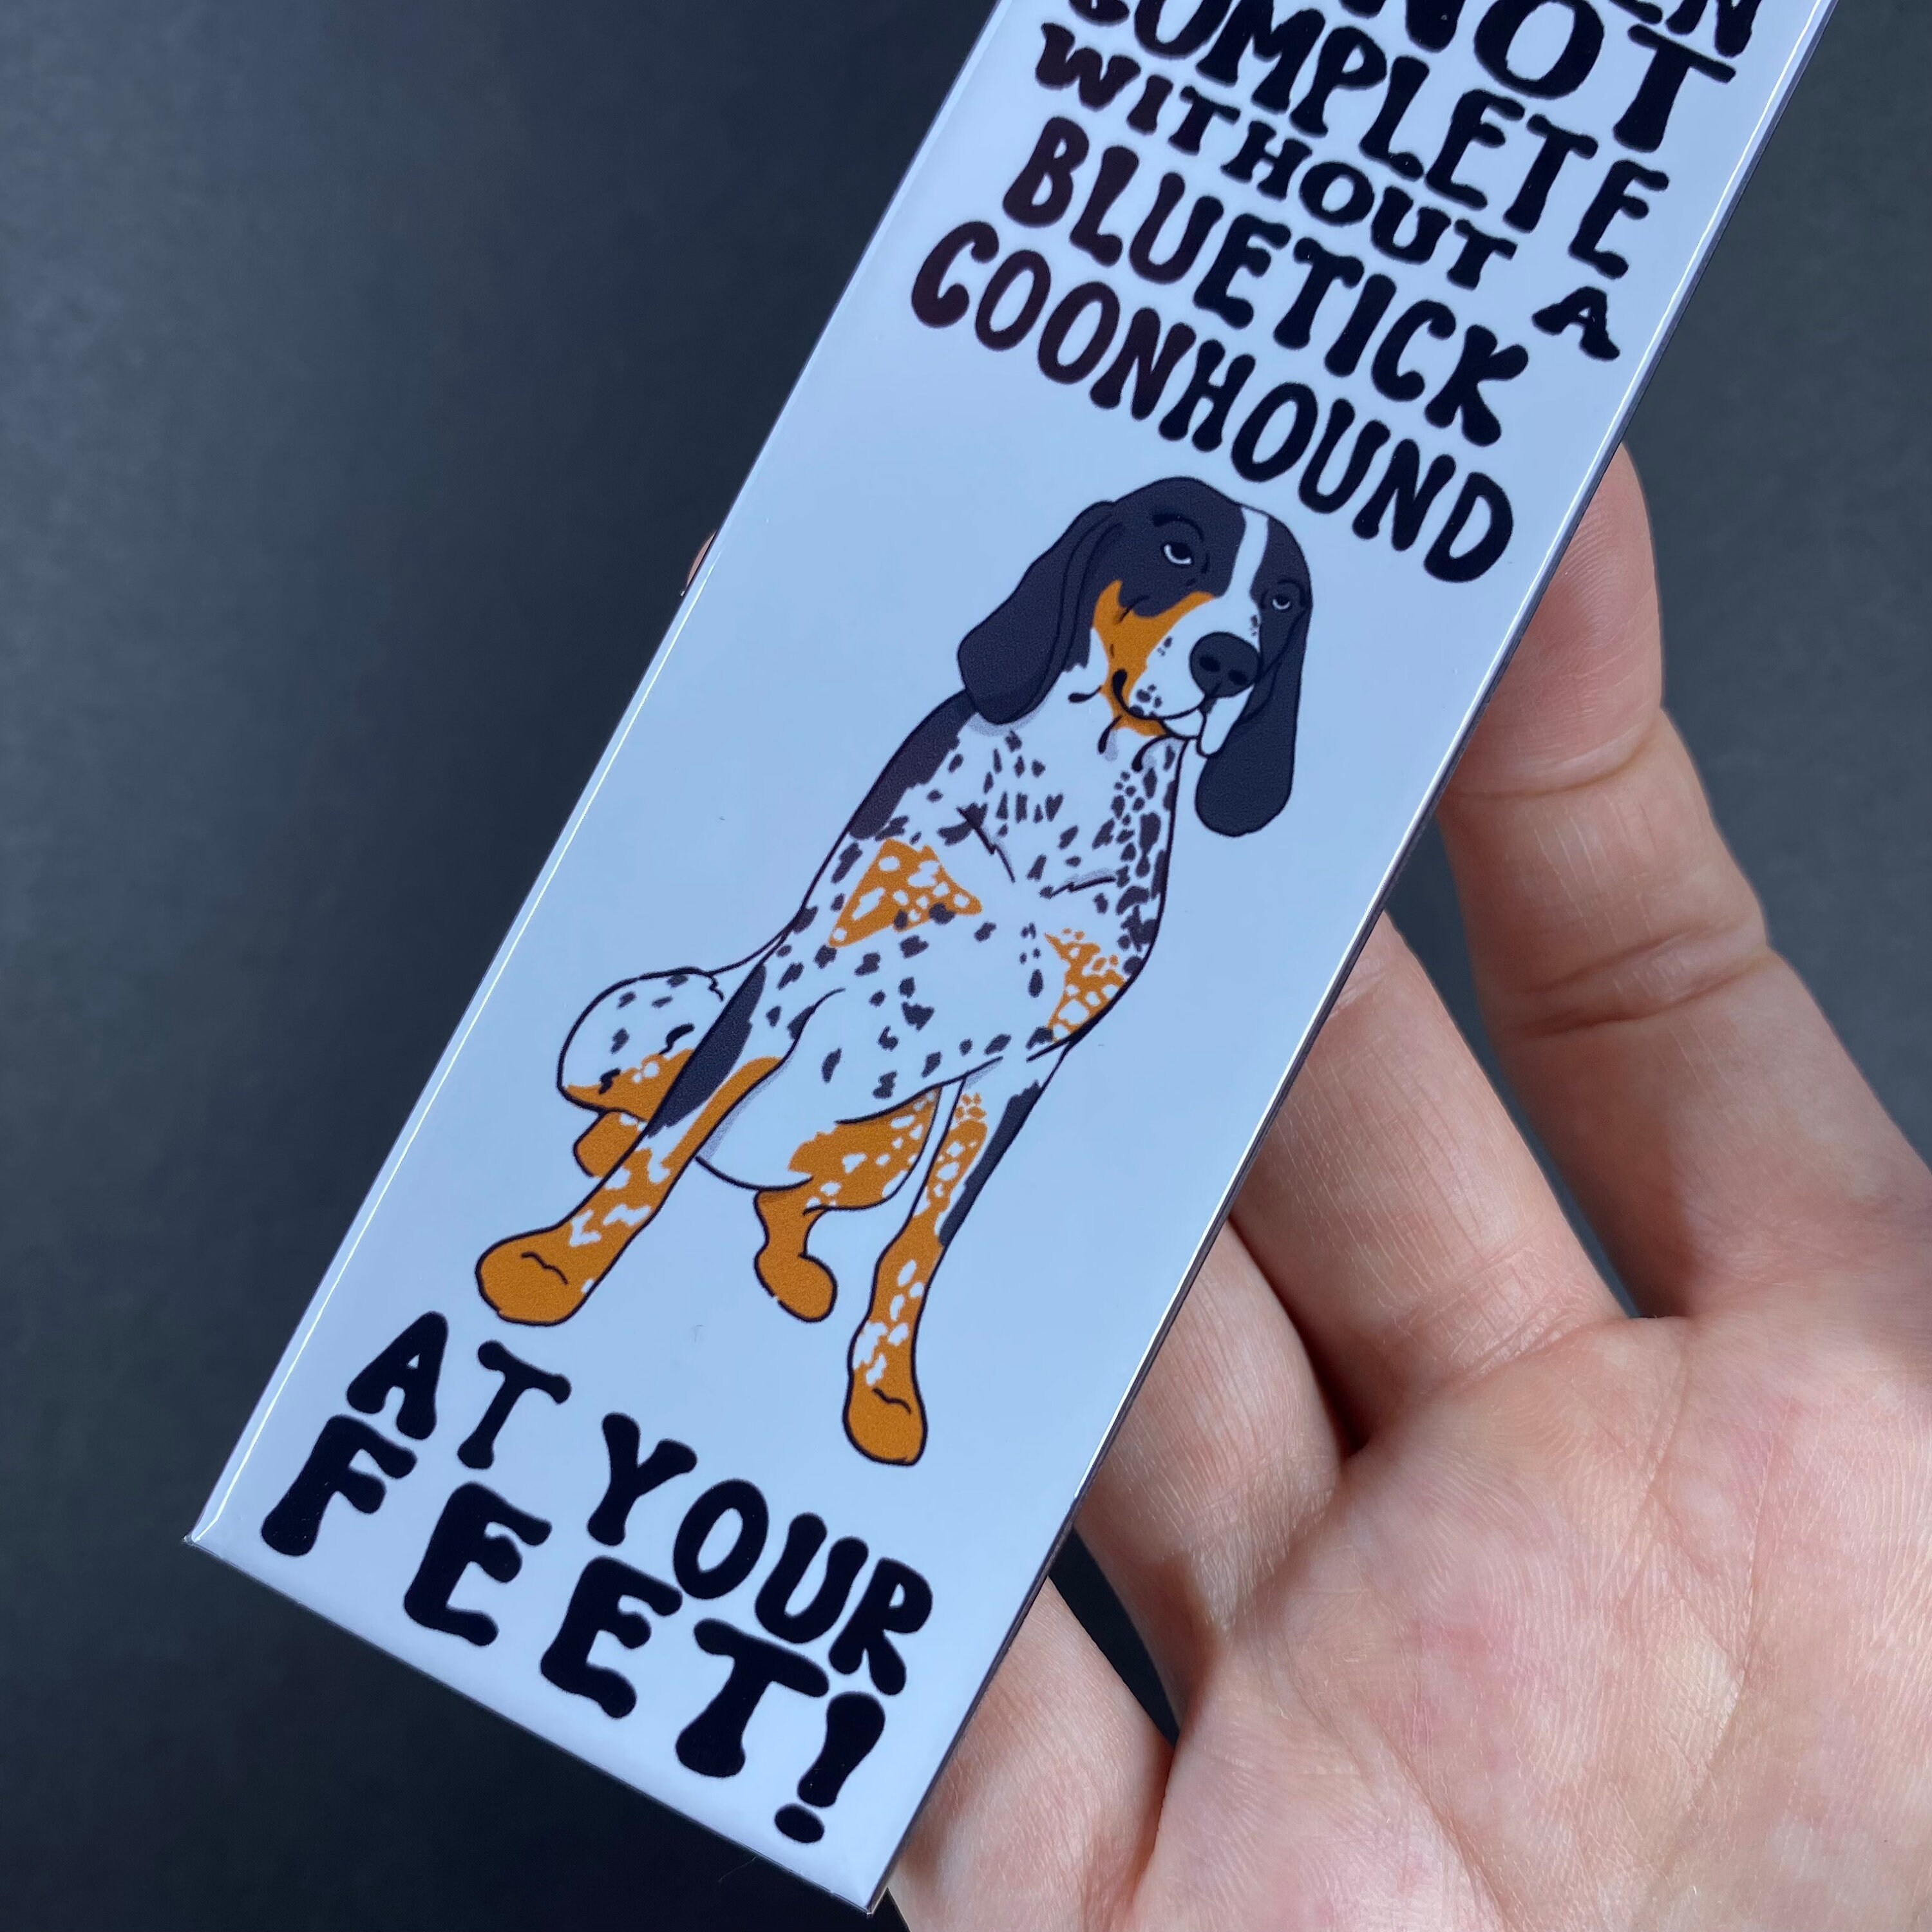 NOT
COMPLETE
WITHOUT A
BLUETICK
COONHOUND
AT YOUR
FEET!